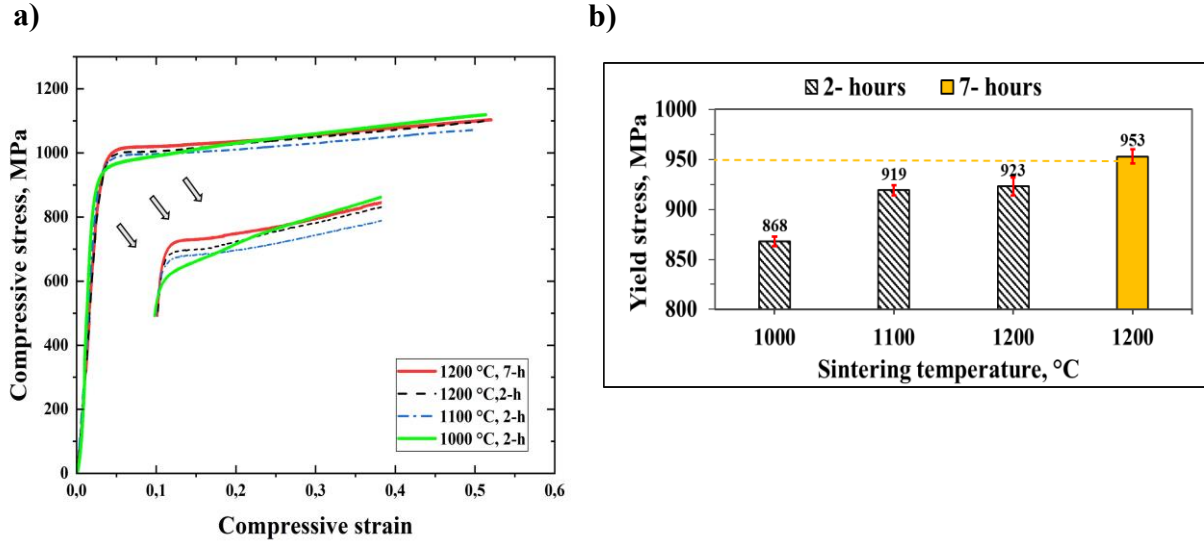 a)
Compressive stress, MPa
1200
1000
800
600
400
200
0
0,0 0,1 0,2 0,3 0,4 0,5 0,6
Compressive strain
1200 °C, 7-h
1200 °C,2-h
1100 °C, 2-h
1000 °C, 2-h
b)
2- hours 7- hours
Yield stress, MPa
1000
950
900
850
800
868
919
923
953
1000 1100 1200 1200
Sintering temperature, °C